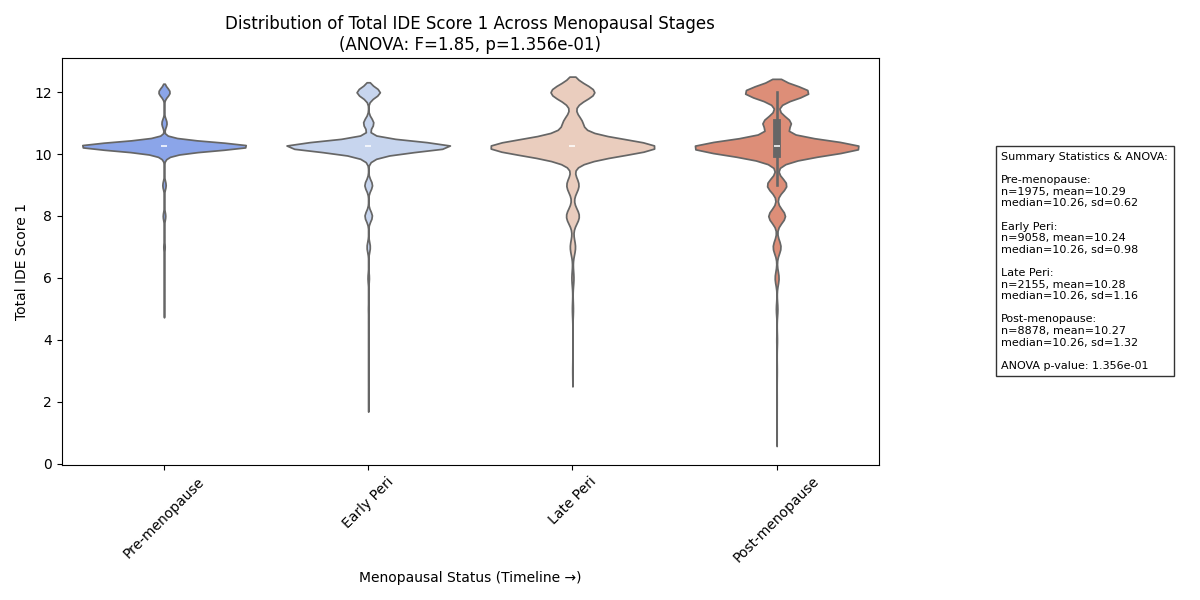 Distribution of Total IDE Score 1 Across Menopausal Stages
(ANOVA: F=1.85, p=1.356e-01)
Total IDE Score 1
12
10
8
6
4
2
0
Pre-menopause
Early Peri
Late Peri
Post-menopause
Menopausal Status (Timeline →)
Summary Statistics & ANOVA:
Pre-menopause:
n=1975, mean=10.29
median=10.26, sd=0.62
Early Peri:
n=9058, mean=10.24
median=10.26, sd=0.98
Late Peri:
n=2155, mean=10.28
median=10.26, sd=1.16
Post-menopause:
n=8878, mean=10.27
median=10.26, sd=1.32
ANOVA p-value: 1.356e-01